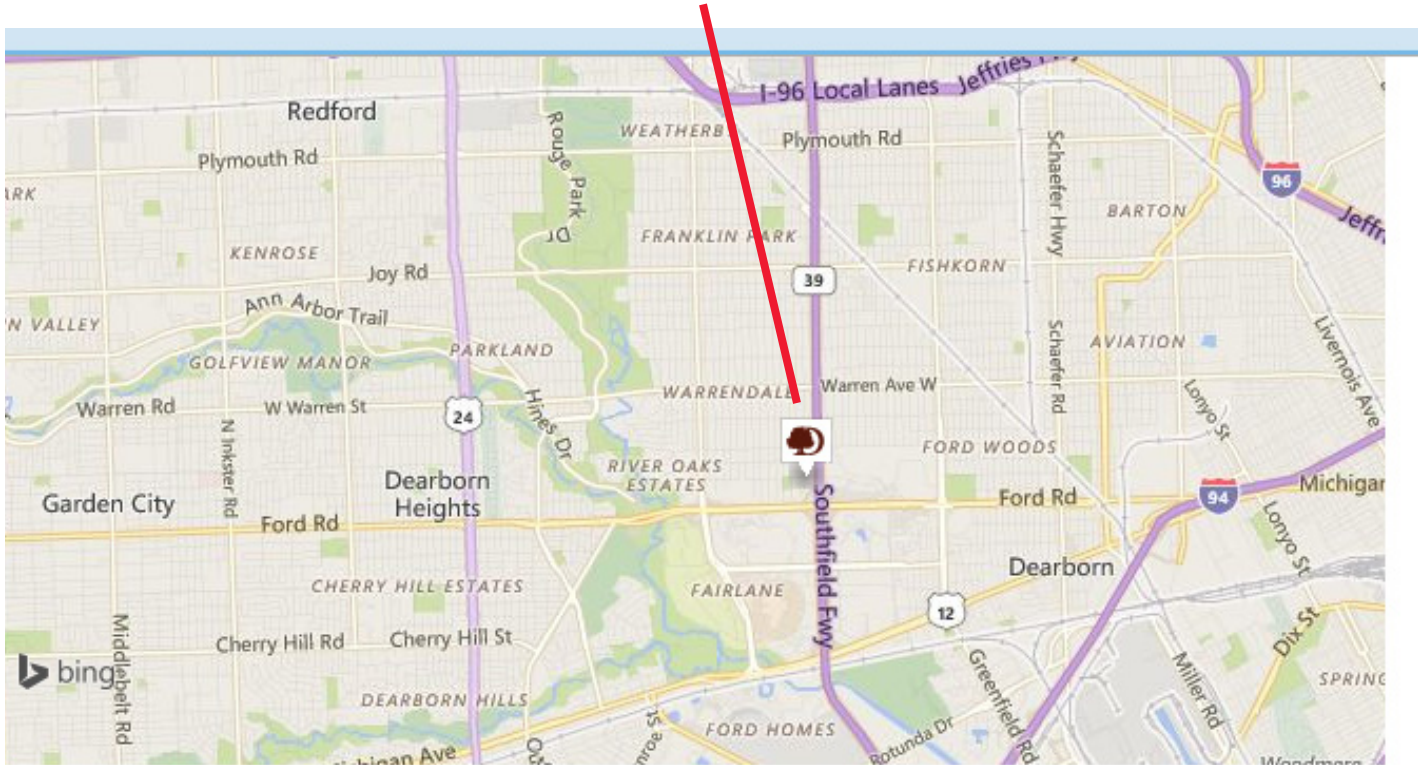 I-96 Local Lanes
Jeffries
Redford
WEATHERB
Plymouth Rd
Plymouth Rd
Rouge Park Dr
Schaefer Hwy
96
ARK
BARTON
Jeffr
KENROSE
FRANKLIN PARK
FISHKORN
Joy Rd
39
Ann Arbor Trail
N VALLEY
GOLFVIEW MANOR
PARKLAND
Schaefer Rd
AVIATION
Livernois Ave
WARRENDALE
Warren Ave W
Warren Rd
W Warren St
24
Hines Dr
Lonyo St
N Inkster Rd
FORD WOODS
RIVER OAKS
ESTATES
Dearborn
Heights
Garden City
Ford Rd
Ford Rd
94
Michigan
Southfield Fwy
Lonyo St
Dearborn
CHERRY HILL ESTATES
FAIRLANE
12
Middlebelt Rd
Cherry Hill Rd
Cherry Hill St
Dix St
bing
Greenfield Rd
Miller Rd
SPRING
DEARBORN HILLS
FORD HOMES
Rotunda Dr
nroe St
Out
chigan Ave
Woodmere